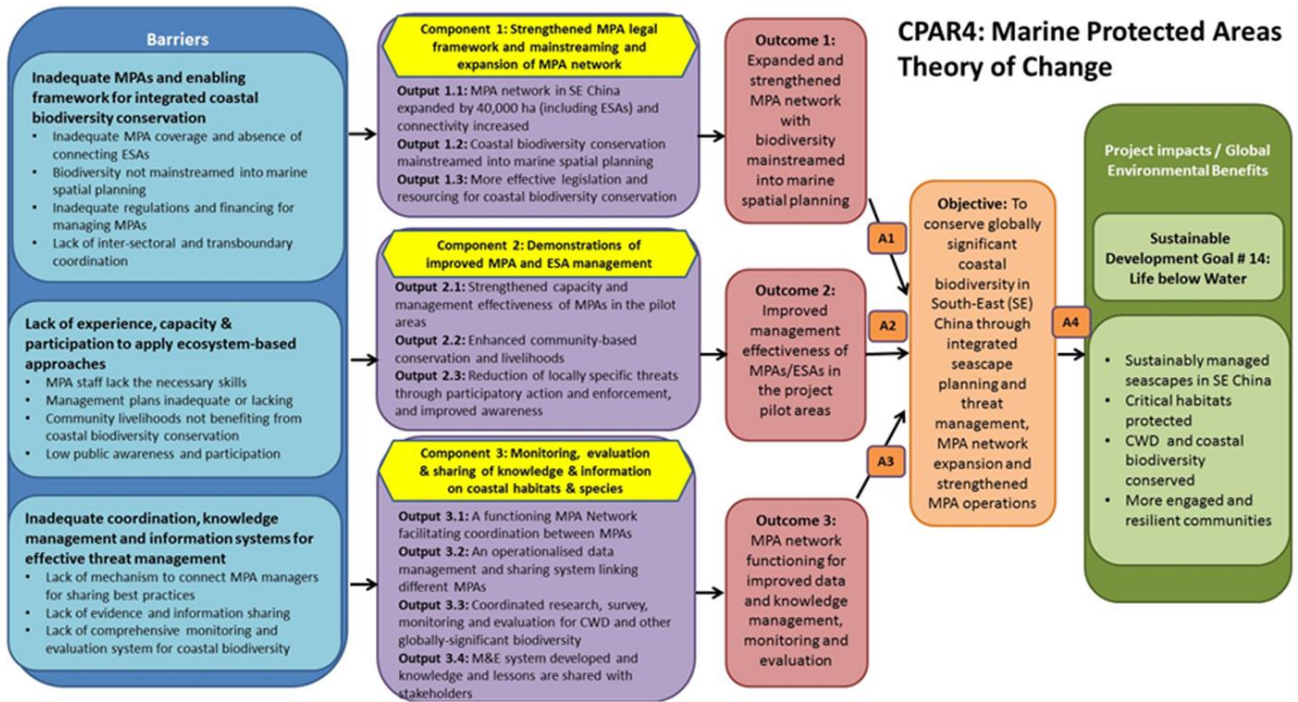 CPAR4: Marine Protected Areas
Theory of Change
Barriers
Inadequate MPAs and enabling
framework for integrated coastal
biodiversity conservation
• Inadequate MPA coverage and absence of
connecting ESAs
• Biodiversity not mainstreamed into marine
spatial planning
• Inadequate regulations and financing for
managing MPAs
• Lack of inter-sectoral and transboundary
coordination
Lack of experience, capacity &
participation to apply ecosystem-based
approaches
• MPA staff lack the necessary skills
• Management plans inadequate or lacking
• Community livelihoods not benefiting from
coastal biodiversity conservation
• Low public awareness and participation
Inadequate coordination, knowledge
management and information systems for
effective threat management
• Lack of mechanism to connect MPA managers
for sharing best practices
• Lack of evidence and information sharing
• Lack of comprehensive monitoring and
evaluation system for coastal biodiversity
Component 1: Strengthened MPA legal
framework and mainstreaming and
expansion of MPA network
Output 1.1: MPA network in SE China
expanded by 40,000 ha (including ESAs) and
connectivity increased
Output 1.2: Coastal biodiversity conservation
mainstreamed into marine spatial planning
Output 1.3: More effective legislation and
resourcing for coastal biodiversity conservation
Component 2: Demonstrations of
improved MPA and ESA management
Output 2.1: Strengthened capacity and
management effectiveness of MPAs in the pilot
areas
Output 2.2: Enhanced community-based
conservation and livelihoods
Output 2.3: Reduction of locally specific threats
through participatory action and enforcement,
and improved awareness
Component 3: Monitoring, evaluation
& sharing of knowledge & information
on coastal habitats & species
Output 3.1: A functioning MPA Network
facilitating coordination between MPAs
Output 3.2: An operationalised data
management and sharing system linking
different MPAs
Output 3.3: Coordinated research, survey,
monitoring and evaluation for CWD and other
globally-significant biodiversity
Output 3.4: M&E system developed and
knowledge and lessons are shared with
stakeholders
Outcome 1:
Expanded and
strengthened
MPA network
with
biodiversity
mainstreamed
into marine
spatial planning
Outcome 2:
Improved
management
effectiveness of
MPAs/ESAs in
the project
pilot areas
Outcome 3:
MPA network
functioning for
improved data
and knowledge
management,
monitoring and
evaluation
A1
A2
A3
Objective: To
conserve globally
significant
coastal
biodiversity in
South-East (SE)
China through
integrated
seascape
planning and
threat
management,
MPA network
expansion and
strengthened
MPA operations
A4
Project impacts / Global
Environmental Benefits
Sustainable
Development Goal # 14:
Life below Water
• Sustainably managed
seascapes in SE China
• Critical habitats
protected
• CWD and coastal
biodiversity
conserved
• More engaged and
resilient communities